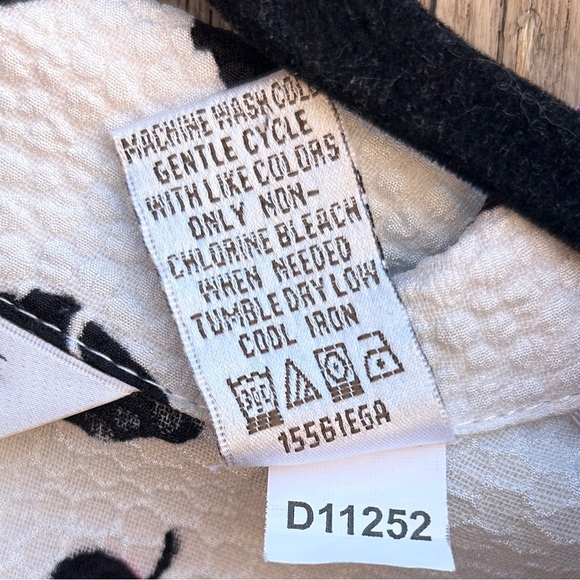 MACHINE WASH COLD
GENTLE CYCLE
WITH LIKE COLORS
ONLY NON-
CHLORINE BLEACH
WHEN NEEDED
TUMBLE DRY LOW
COOL IRON
15561EGA
D11252